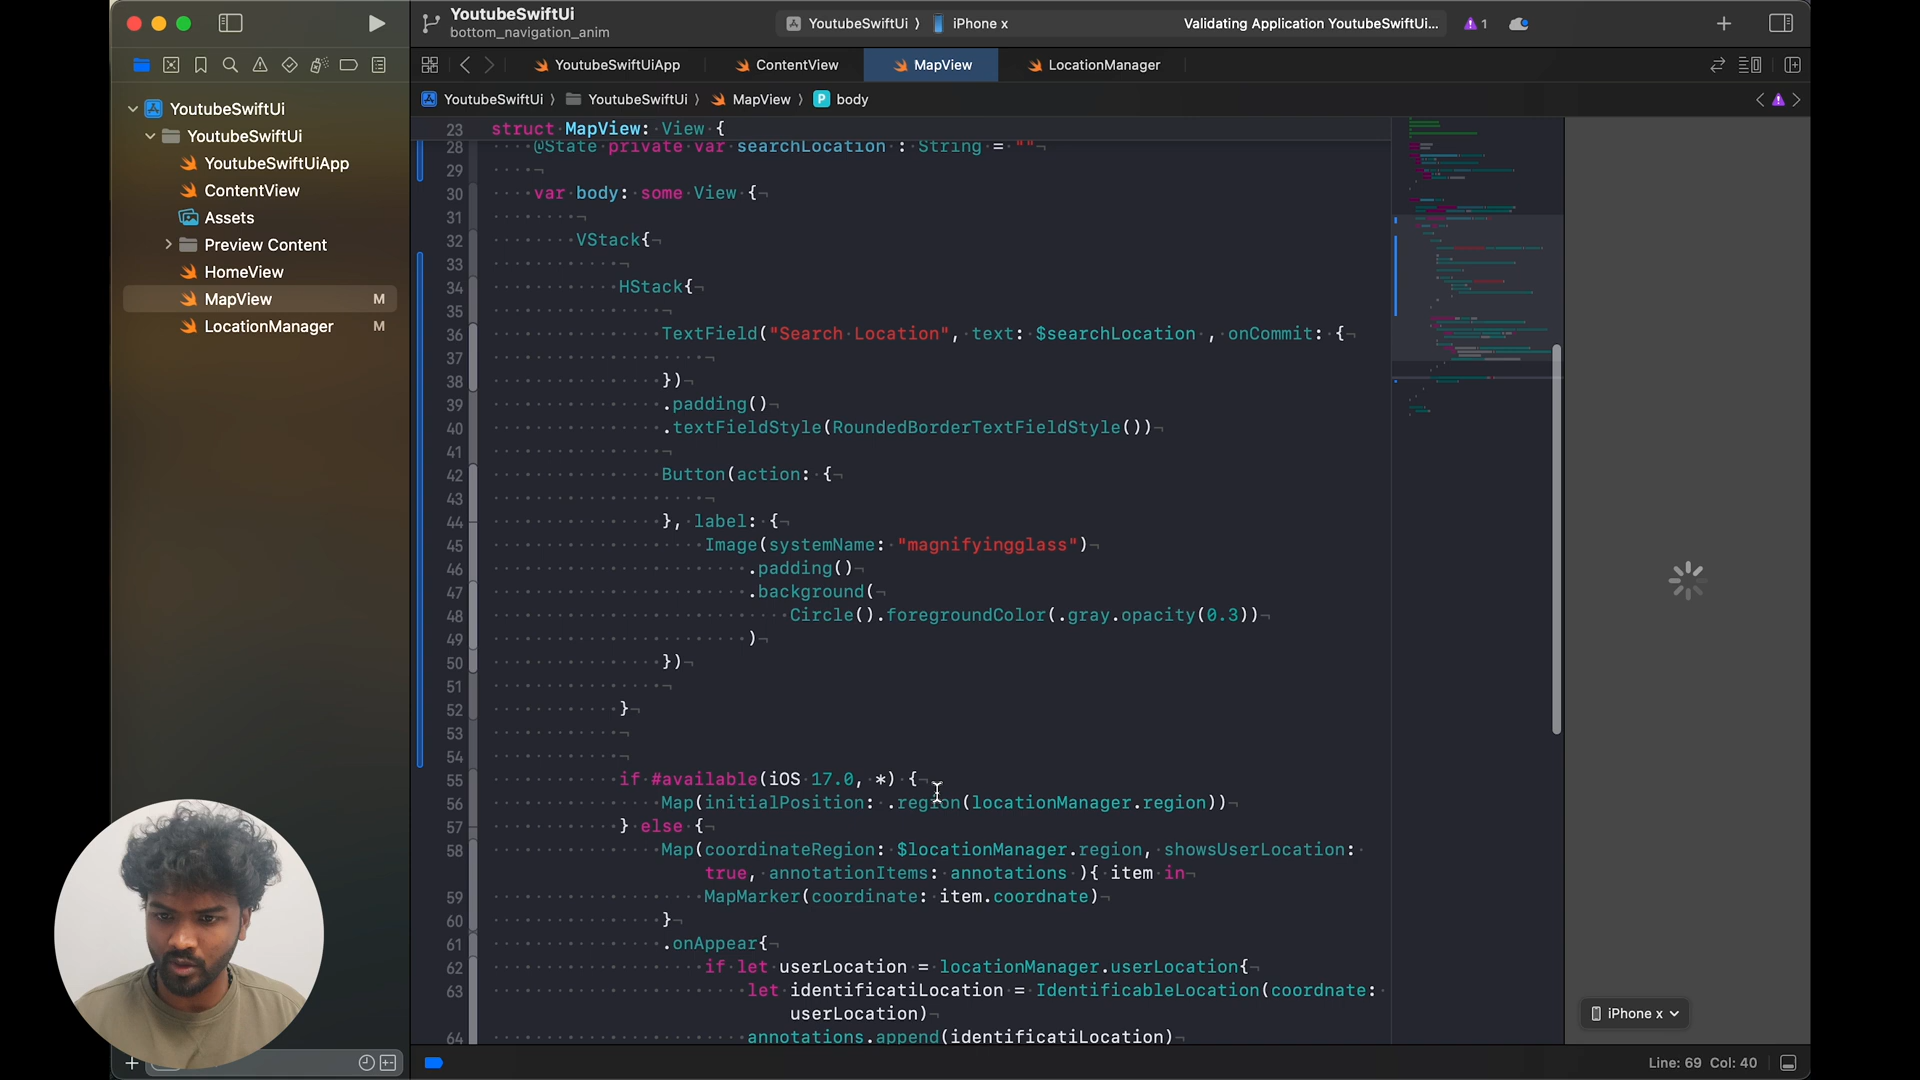 YoutubeSwiftUi
bottom_navigation_anim
YoutubeSwiftUi ⟩ iPhone x
Validating Application YoutubeSwiftUi...
1
YoutubeSwiftUiApp
ContentView
MapView
LocationManager
YoutubeSwiftUi ⟩ YoutubeSwiftUi ⟩ MapView ⟩ P body
YoutubeSwiftUi
YoutubeSwiftUi
YoutubeSwiftUiApp
ContentView
Assets
Preview Content
HomeView
MapView M
LocationManager M
23 struct MapView: View {
28 @State private var searchLocation : String = ""
29
30 var body: some View {
31
32 VStack{
33
34 HStack{
35
36 TextField("Search Location", text: $searchLocation , onCommit: {
37
38 })
39 .padding()
40 .textFieldStyle(RoundedBorderTextFieldStyle())
41
42 Button(action: {
43
44 }, label: {
45 Image(systemName: "magnifyingglass")
46 .padding()
47 .background(
48 Circle().foregroundColor(.gray.opacity(0.3))
49 )
50 })
51
52 }
53
54
55 if #available(iOS 17.0, *) {
56 Map(initialPosition: .region(locationManager.region))
57 } else {
58 Map(coordinateRegion: $locationManager.region, showsUserLocation:
true, annotationItems: annotations ){ item in
59 MapMarker(coordinate: item.coordnate)
60 }
61 .onAppear{
62 if let userLocation = locationManager.userLocation{
63 let identificatiLocation = IdentificableLocation(coordnate:
userLocation)
64 annotations.append(identificatiLocation)
iPhone x
Line: 69 Col: 40